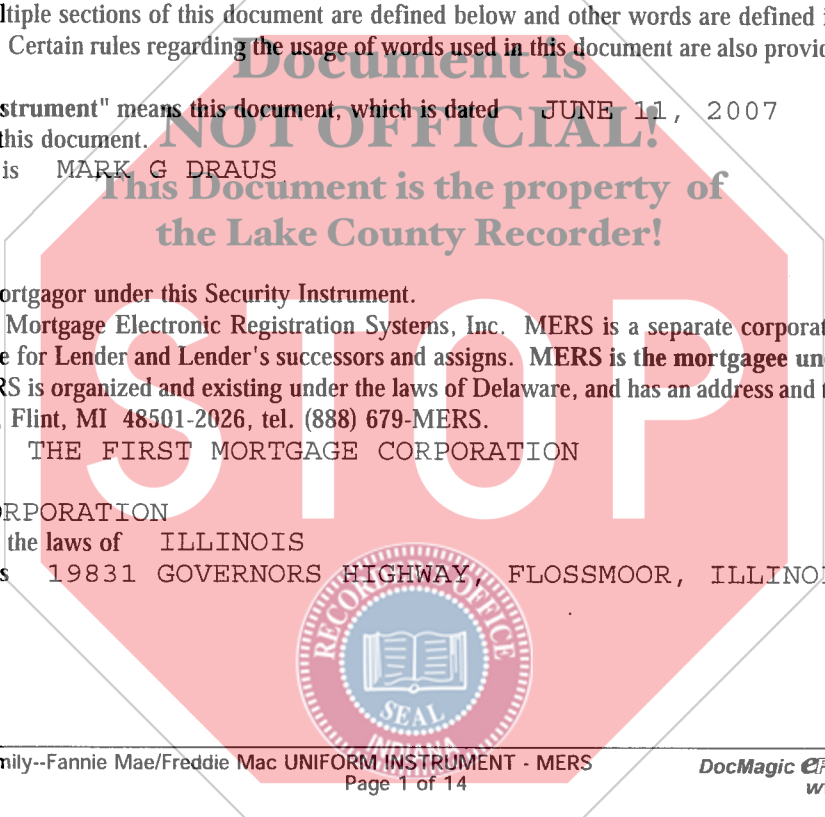 ltiple sections of this document are defined below and other words are defined i
Certain rules regarding the usage of words used in this document are also provid
Document is
strument" means this document, which is dated JUNE 11, 2007
NOT OFFICIAL!
this document.
is MARK G DRAUS
This Document is the property of
the Lake County Recorder!
ortgagor under this Security Instrument.
Mortgage Electronic Registration Systems, Inc. MERS is a separate corporat
e for Lender and Lender's successors and assigns. MERS is the mortgagee un
RS is organized and existing under the laws of Delaware, and has an address and t
, Flint, MI 48501-2026, tel. (888) 679-MERS.
STOP
THE FIRST MORTGAGE CORPORATION
RPORATION
the laws of ILLINOIS
s 19831 GOVERNORS HIGHWAY, FLOSSMOOR, ILLINOI
RECORDER'S OFFICE
SEAL
INDIANA
mily--Fannie Mae/Freddie Mac UNIFORM INSTRUMENT - MERS
Page 1 of 14
DocMagic
w